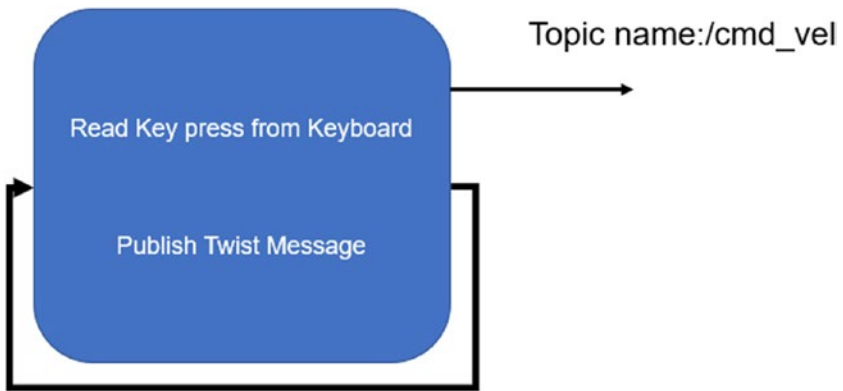 Topic name:/cmd_vel
Read Key press from Keyboard
Publish Twist Message